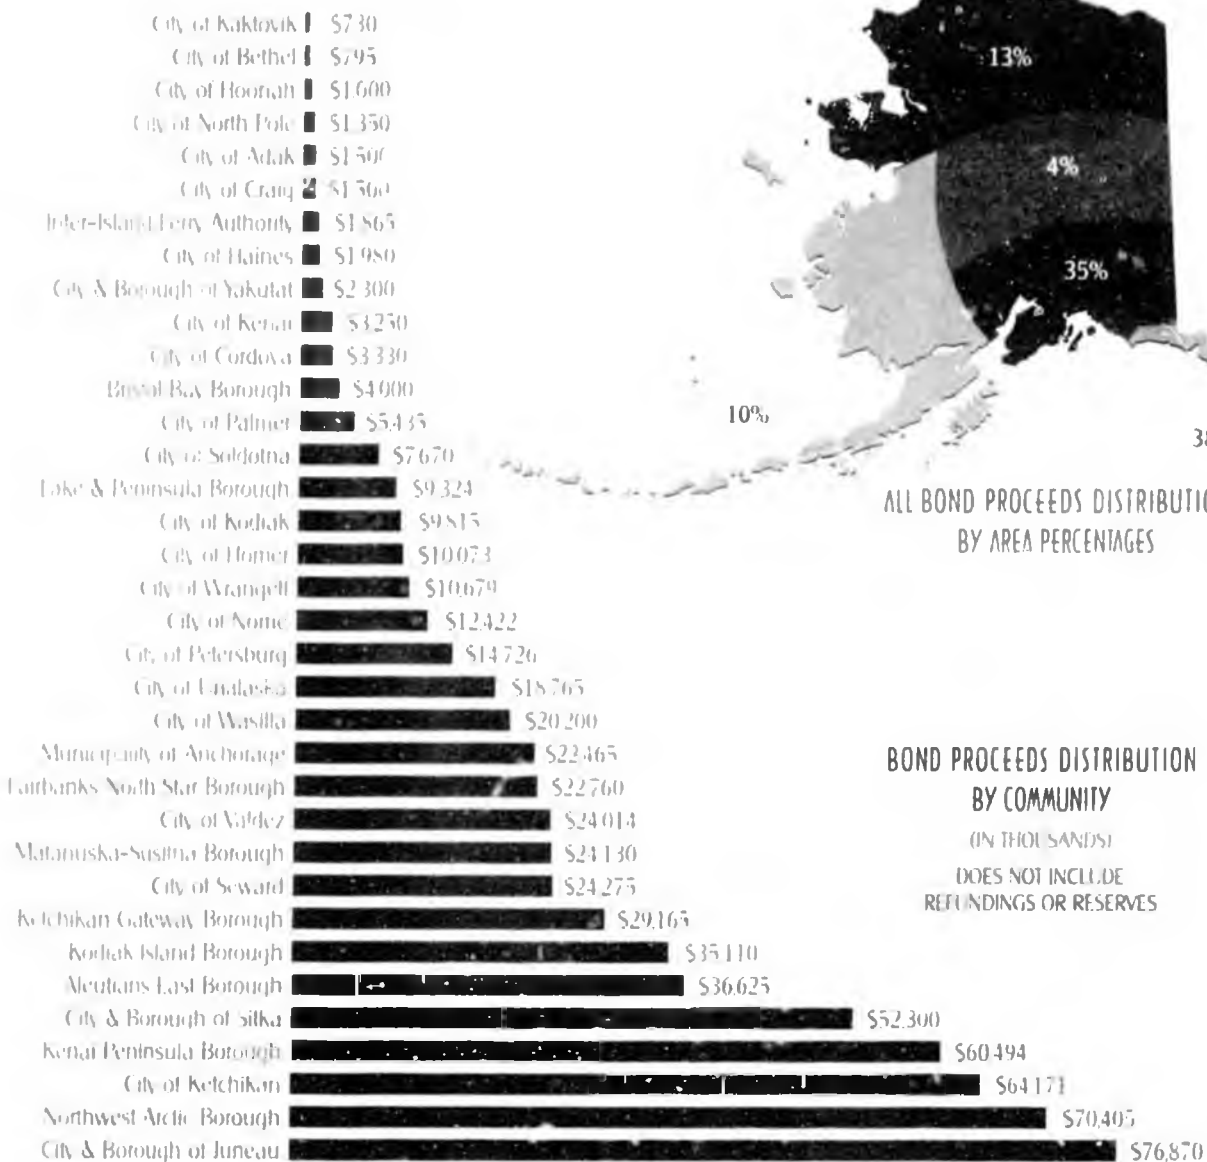 City of Kaktovik $730
City of Bethel $795
City of Hoonah $1,000
City of North Pole $1,350
City of Adak $1,500
City of Craig $1,500
Inter-Island Ferry Authority $1,865
City of Haines $1,980
City & Borough of Yakutat $2,300
City of Kenai $3,250
City of Cordova $3,330
Bristol Bay Borough $4,000
City of Palmer $5,435
City of Soldotna $7,670
Lake & Peninsula Borough $9,324
City of Kodiak $9,815
City of Homer $10,073
City of Wrangell $10,679
City of Nome $12,422
City of Petersburg $14,726
City of Unalaska $18,765
City of Wasilla $20,200
Municipality of Anchorage $22,465
Fairbanks North Star Borough $22,760
City of Valdez $24,014
Matanuska-Susitna Borough $24,130
City of Seward $24,275
Ketchikan Gateway Borough $29,165
Kodiak Island Borough $35,110
Aleutians East Borough $36,625
City & Borough of Sitka $52,300
Kenai Peninsula Borough $60,494
City of Ketchikan $64,171
Northwest Arctic Borough $70,405
City & Borough of Juneau $76,870
13%
4%
35%
10%
38
ALL BOND PROCEEDS DISTRIBUTIO
BY AREA PERCENTAGES
BOND PROCEEDS DISTRIBUTION
BY COMMUNITY
(IN THOUSANDS)
DOES NOT INCLUDE
REFUNDINGS OR RESERVES